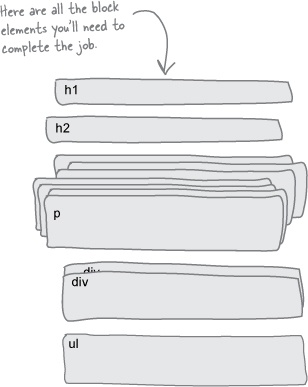 Here are all the block
elements you'll need to
complete the job.
h1
h2
p
div
div
ul